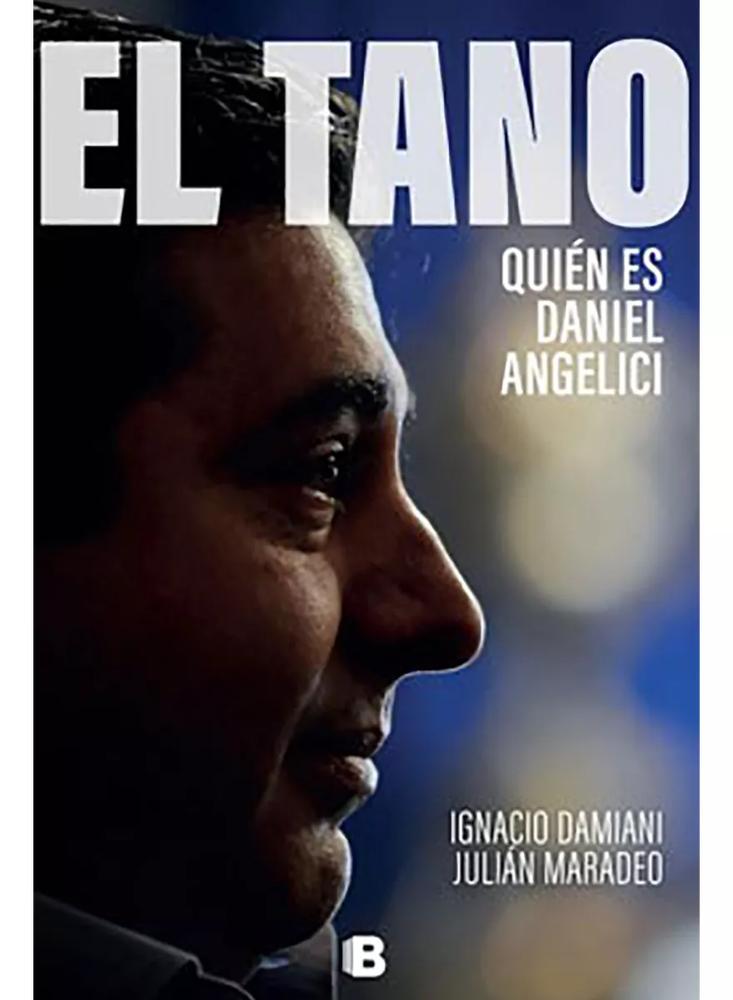 EL TANO
QUIÉN ES
DANIEL
ANGELICI
IGNACIO DAMIANI
JULIÁN MARADEO
B